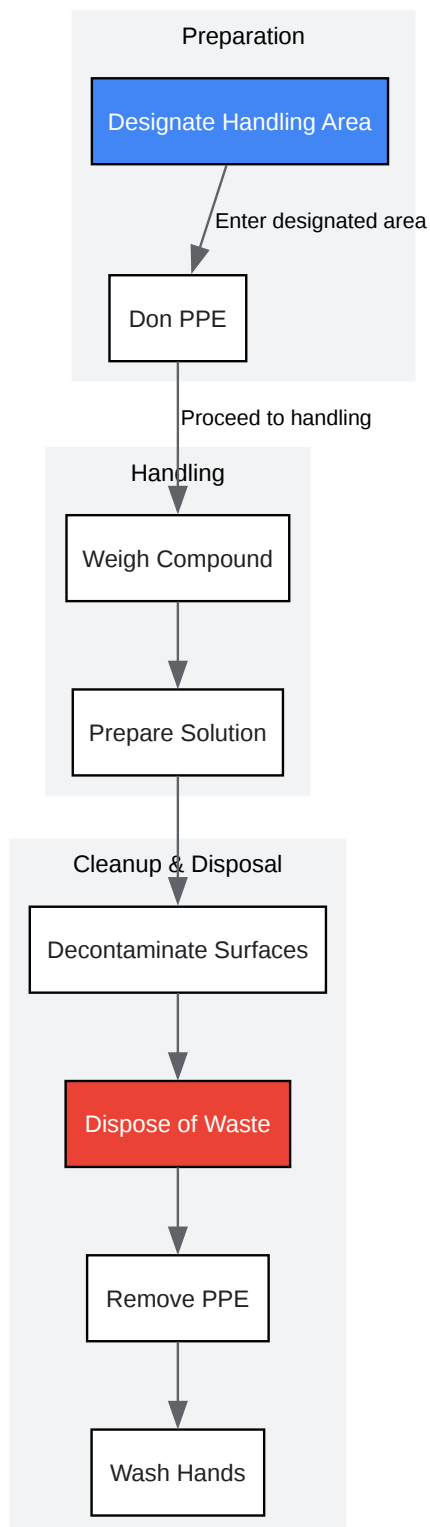 Preparation
Designate Handling Area
Enter designated area
Don PPE
Proceed to handling
Handling
Weigh Compound
Prepare Solution
Cleanup & Disposal
Decontaminate Surfaces
Dispose of Waste
Remove PPE
Wash Hands